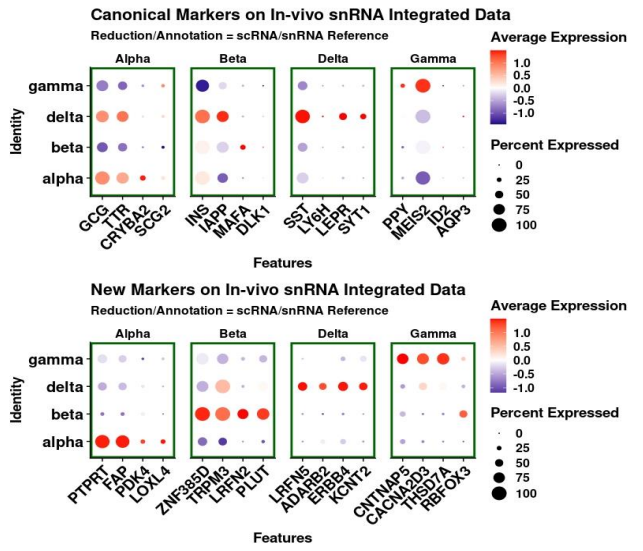 Canonical Markers on In-vivo snRNA Integrated Data
Reduction/Annotation = scRNA/snRNA Reference
Alpha Beta Delta Gamma
Identity
gamma
delta
beta
alpha
GCG TTR CRYBA2 SCG2 INS IAPP MAFA DLK1 SST LY6H LEPR SYT1 PPY MEIS2 ID2 AQP3
Features
Average Expression
1.0
0.5
0.0
-0.5
-1.0
Percent Expressed
0
25
50
75
100
New Markers on In-vivo snRNA Integrated Data
Reduction/Annotation = scRNA/snRNA Reference
Alpha Beta Delta Gamma
Identity
gamma
delta
beta
alpha
PTPRT FAP PDK4 LOXL4 ZNF385D TRPM3 LRFN2 PLUT LRFN5 ADARB2 ERBB4 KCNT2 CNTNAP5 CACNA2D3 THSD7A RBFOX3
Features
Average Expression
1.0
0.5
0.0
-0.5
-1.0
Percent Expressed
0
25
50
75
100